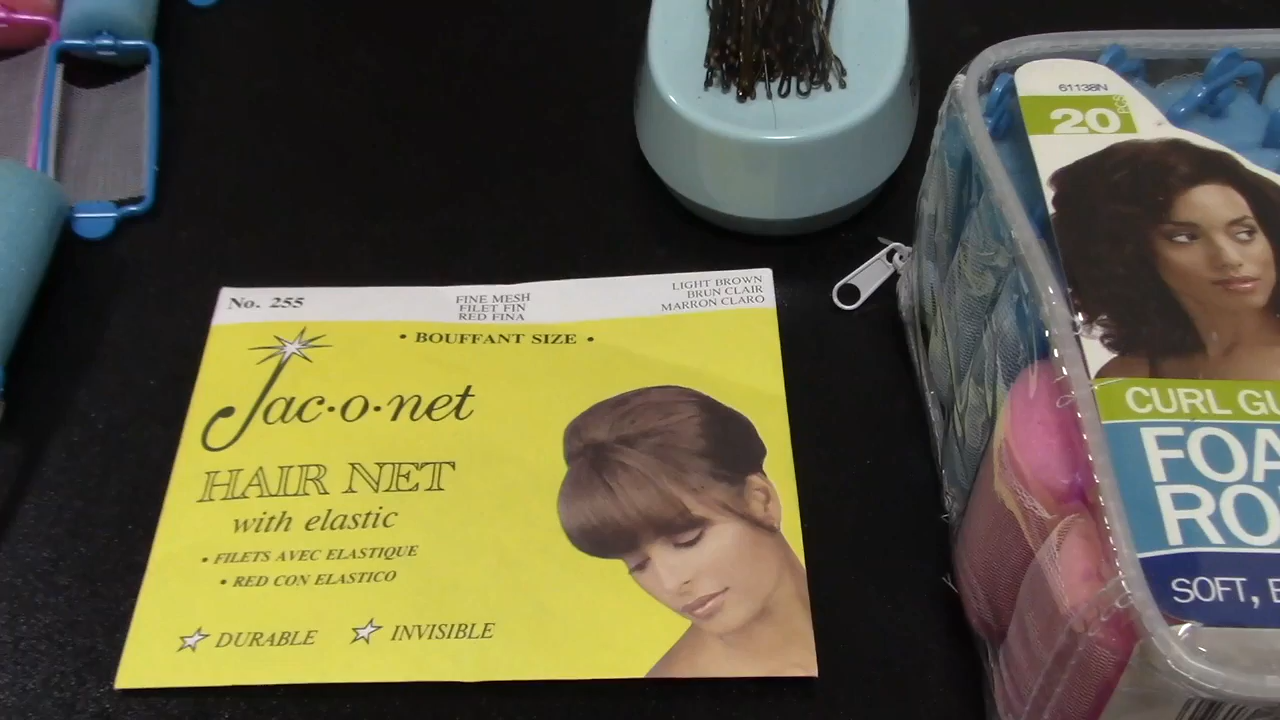 No. 255
FINE MESH
FILET FIN
RED FINA
LIGHT BROWN
BRUN CLAIR
MARRON CLARO
• BOUFFANT SIZE •
Jac·o·net
HAIR NET
with elastic
• FILETS AVEC ELASTIQUE
• RED CON ELASTICO
DURABLE
INVISIBLE
61138N
20 PCS
CURL GU
FOA
RO
SOFT, E